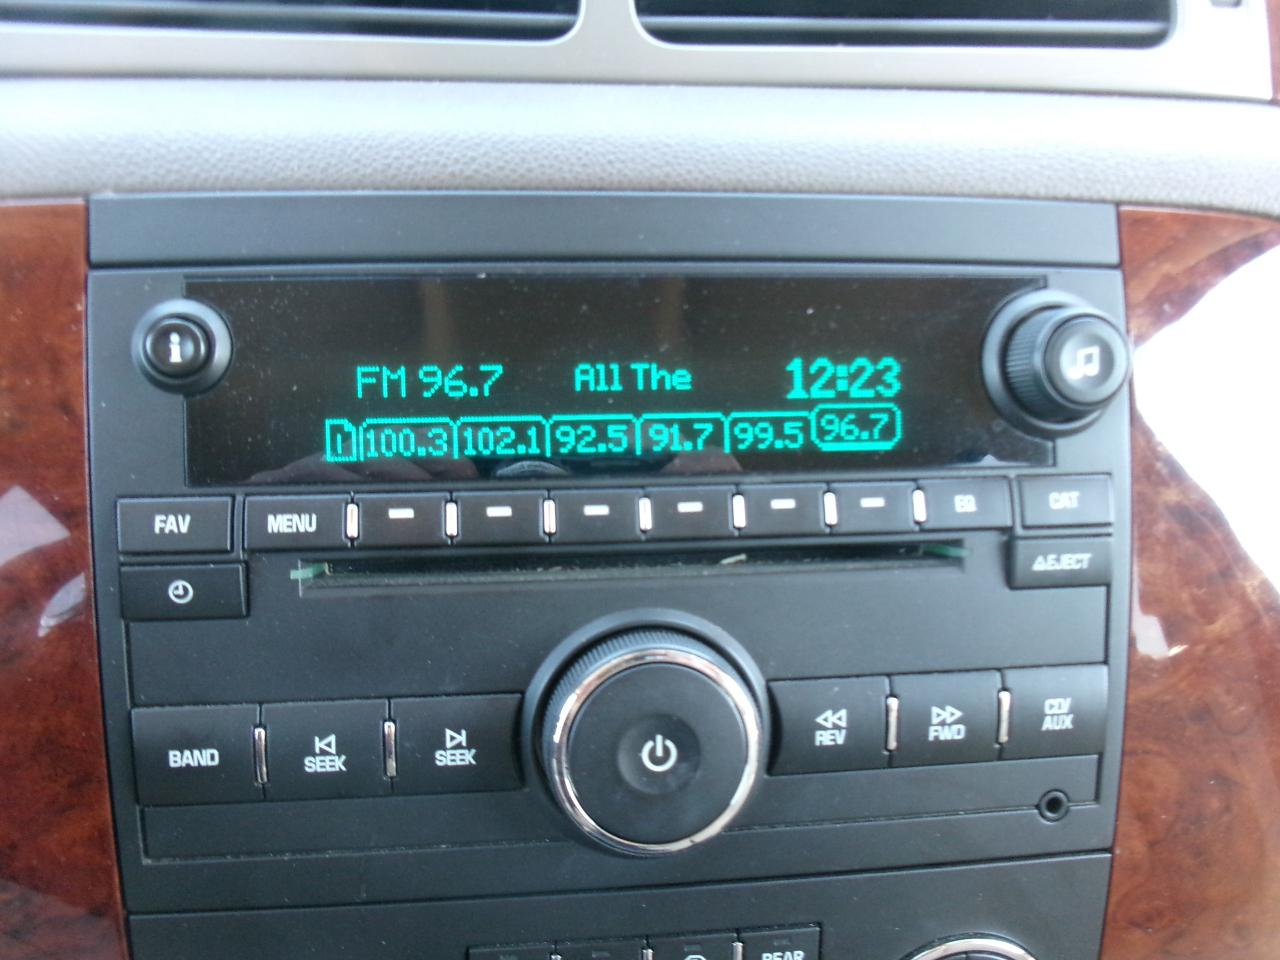 FM 96.7 All The 12:23
1 100.3 102.1 92.5 91.7 99.5 96.7
FAV MENU EQ CAT
EJECT
BAND SEEK SEEK REV FWD CD/
AUX
REAR